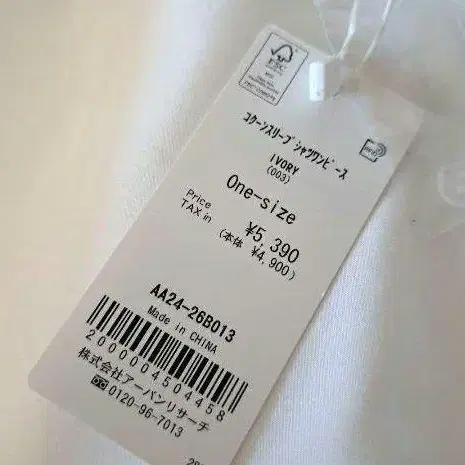 FSC
コクーンスリーブシャツワンピース
IVORY
(003)
One-size
Price
TAX in
¥5,390
(本体 ¥4,900)
AA24-26B013
Made in CHINA
2000004504458
株式会社アーバンリサーチ
0120-96-7013